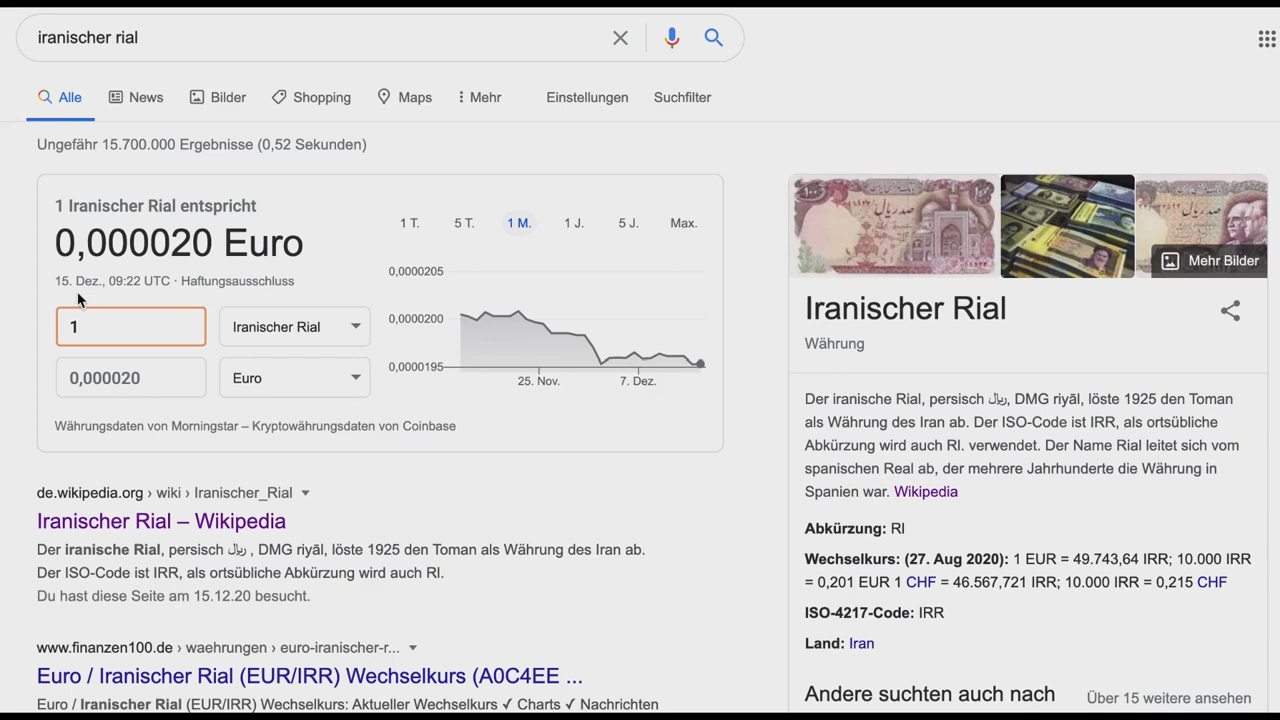 iranischer rial
Alle
News
Bilder
Shopping
Maps
Mehr
Einstellungen
Suchfilter
Ungefähr 15.700.000 Ergebnisse (0,52 Sekunden)
1 Iranischer Rial entspricht
0,000020 Euro
15. Dez., 09:22 UTC · Haftungsausschluss
1
Iranischer Rial
0,000020
Euro
1 T.
5 T.
1 M.
1 J.
5 J.
Max.
0,0000205
0,0000200
0,0000195
25. Nov.
7. Dez.
Währungsdaten von Morningstar – Kryptowährungsdaten von Coinbase
de.wikipedia.org › wiki › Iranischer_Rial
Iranischer Rial – Wikipedia
Der iranische Rial, persisch ﷼, DMG riyāl, löste 1925 den Toman als Währung des Iran ab.
Der ISO-Code ist IRR, als ortsübliche Abkürzung wird auch Rl.
Du hast diese Seite am 15.12.20 besucht.
www.finanzen100.de › waehrungen › euro-iranischer-r...
Euro / Iranischer Rial (EUR/IRR) Wechselkurs (A0C4EE ...
Euro / Iranischer Rial (EUR/IRR) Wechselkurs: Aktueller Wechselkurs ✓ Charts ✓ Nachrichten
Mehr Bilder
Iranischer Rial
Währung
Der iranische Rial, persisch ﷼, DMG riyāl, löste 1925 den Toman
als Währung des Iran ab. Der ISO-Code ist IRR, als ortsübliche
Abkürzung wird auch Rl. verwendet. Der Name Rial leitet sich vom
spanischen Real ab, der mehrere Jahrhunderte die Währung in
Spanien war. Wikipedia
Abkürzung: Rl
Wechselkurs: (27. Aug 2020): 1 EUR = 49.743,64 IRR; 10.000 IRR
= 0,201 EUR 1 CHF = 46.567,721 IRR; 10.000 IRR = 0,215 CHF
ISO-4217-Code: IRR
Land: Iran
Andere suchten auch nach
Über 15 weitere ansehen